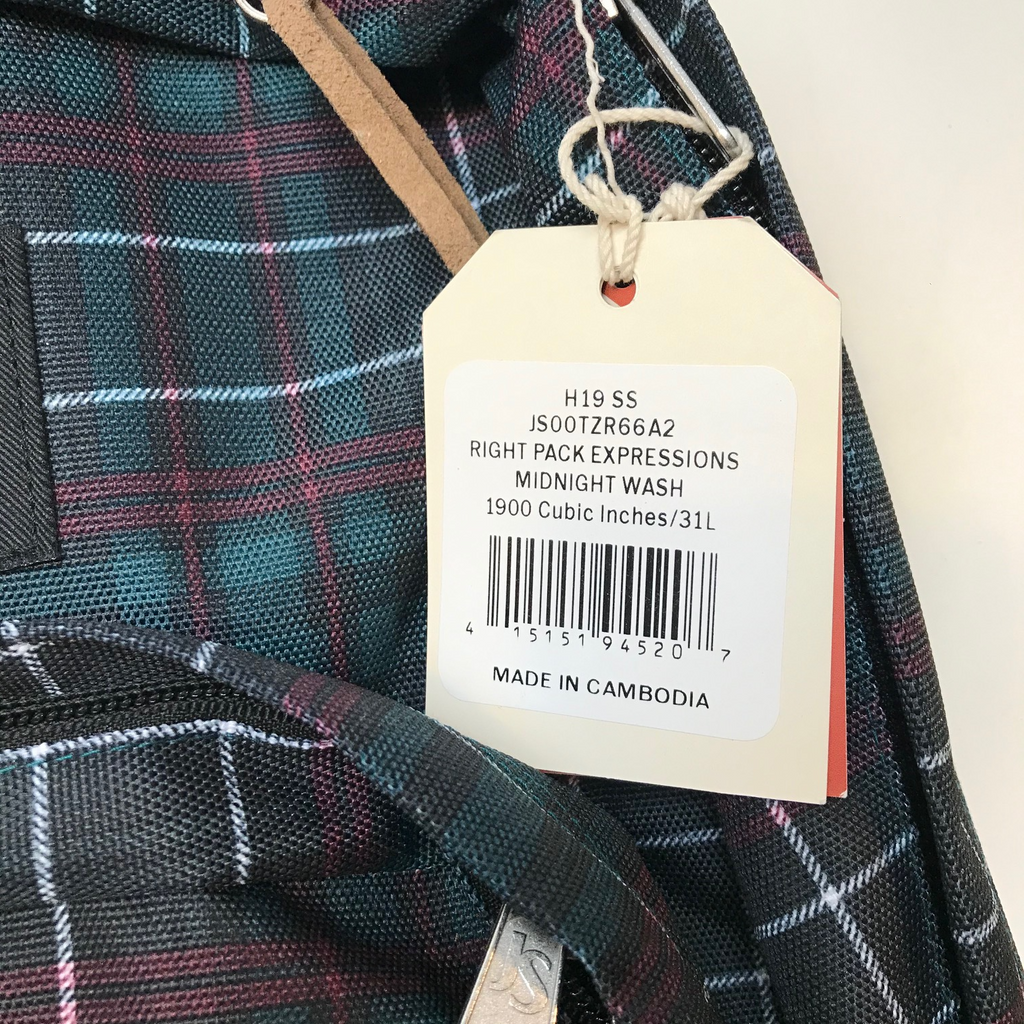 H19 SS
JS00TZR66A2
RIGHT PACK EXPRESSIONS
MIDNIGHT WASH
1900 Cubic Inches/31L
4 15151 94520 7
MADE IN CAMBODIA
JS